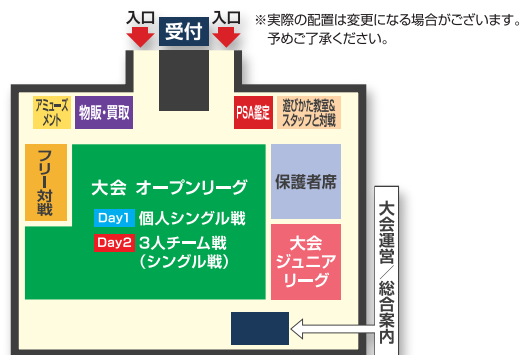 入口
受付
入口
※実際の配置は変更になる場合がございます。
予めご了承ください。
アミューズ
メント
物販・買取
PSA鑑定
遊びかた教室&
スタッフと対戦
フリー対戦
大会 オープンリーグ
Day1 個人シングル戦
Day2 3人チーム戦
（シングル戦）
保護者席
大会
ジュニア
リーグ
大会運営／総合案内